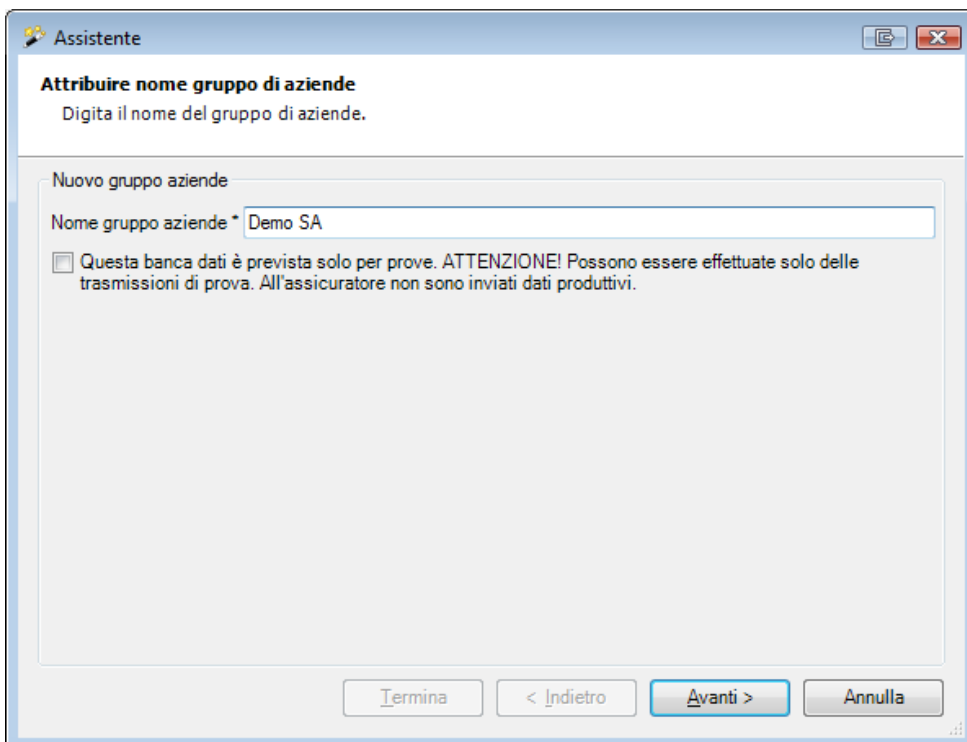 Assistente
Attribuire nome gruppo di aziende
Digita il nome del gruppo di aziende.
Nuovo gruppo aziende
Nome gruppo aziende * Demo SA
Questa banca dati è prevista solo per prove. ATTENZIONE! Possono essere effettuate solo delle
trasmissioni di prova. All'assicuratore non sono inviati dati produttivi.
Termina < Indietro Avanti > Annulla